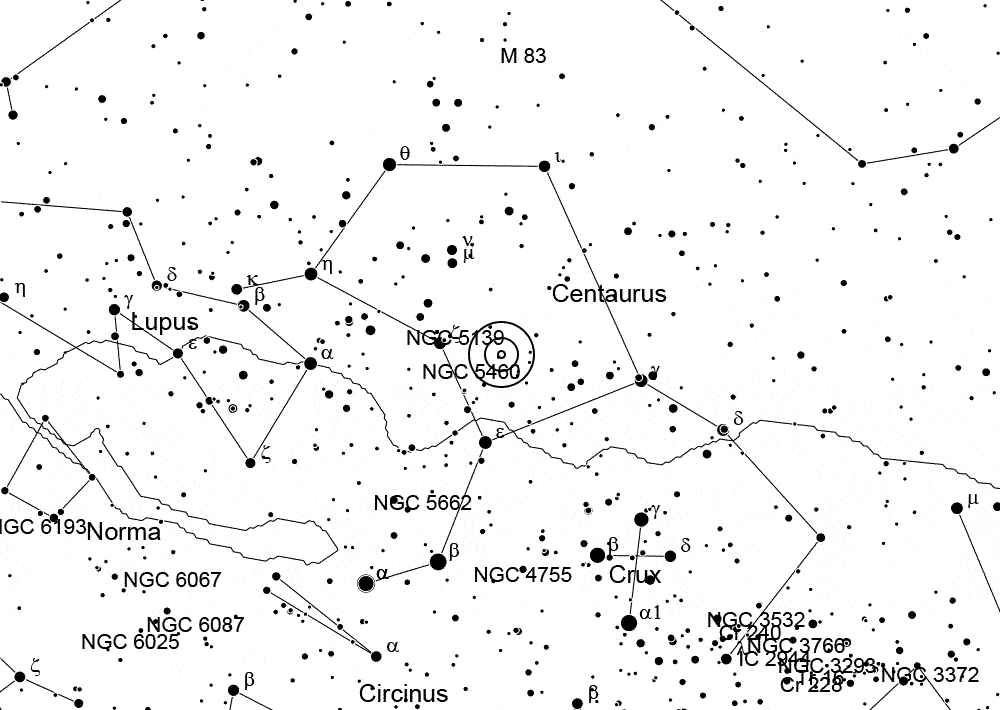 M 83
θ
ι
ν
μ
η
δ
κ
β
η
γ
Lupus
Centaurus
ε
α
NGC 5139
ζ
NGC 5460
γ
δ
ε
ζ
NGC 5662
μ
γ
NGC 6193
Norma
β
β
δ
α
NGC 4755
Crux
NGC 6067
α1
NGC 6087
NGC 6025
NGC 3532
Cr 240
α
NGC 3766
IC 2944
NGC 3293
NGC 3372
Cr 228
ζ
β
Circinus
β